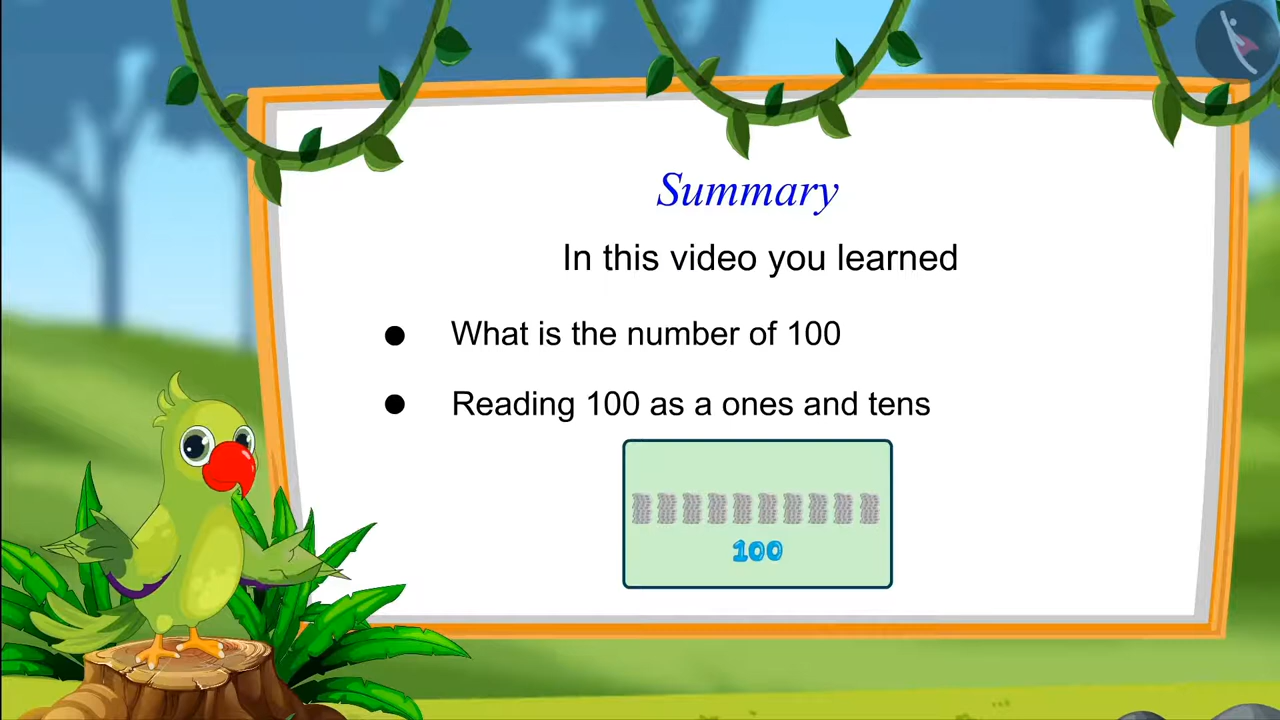 Summary
In this video you learned
● What is the number of 100
● Reading 100 as a ones and tens
100